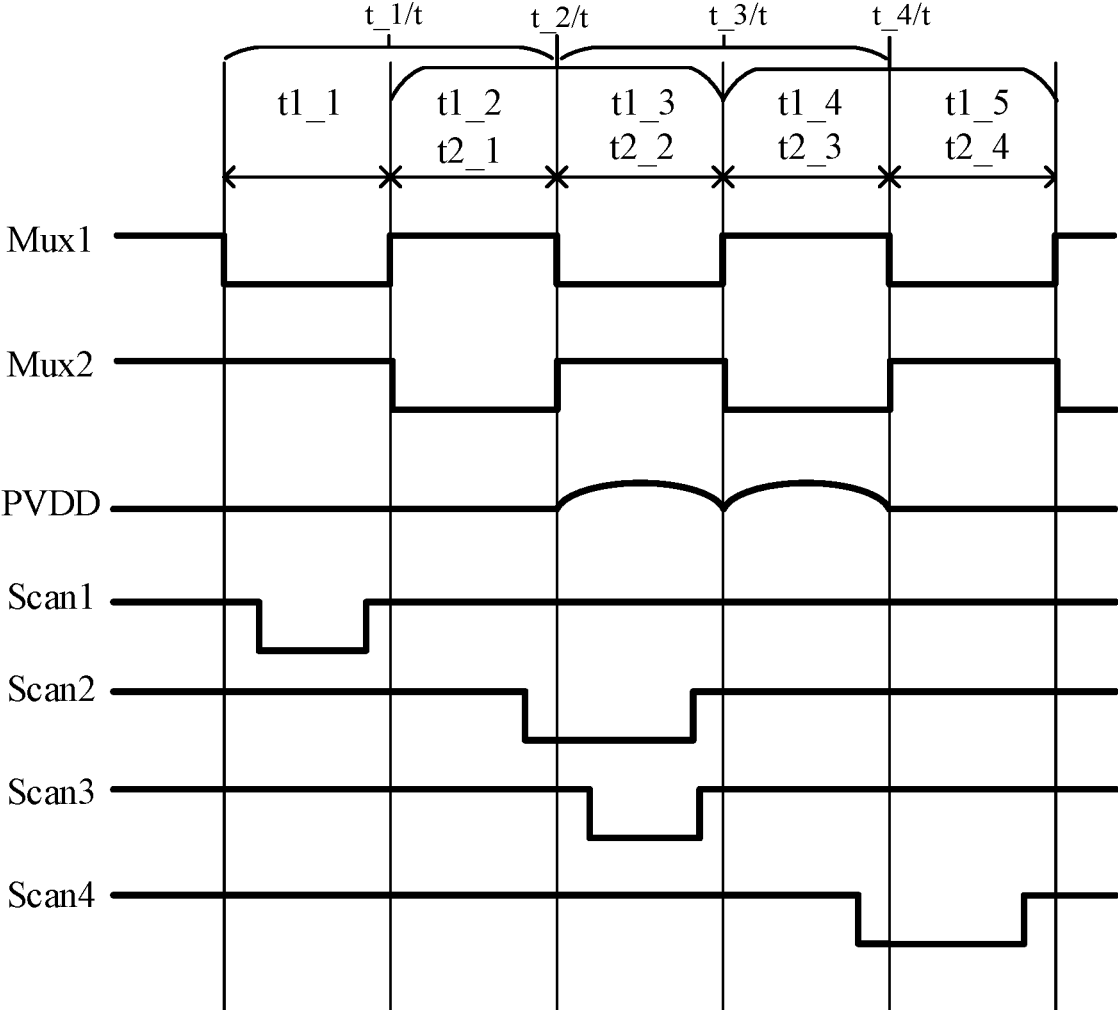 t_1/t t_2/t t_3/t t_4/t
t1_1 t1_2 t1_3 t1_4 t1_5
t2_1 t2_2 t2_3 t2_4
Mux1
Mux2
PVDD
Scan1
Scan2
Scan3
Scan4